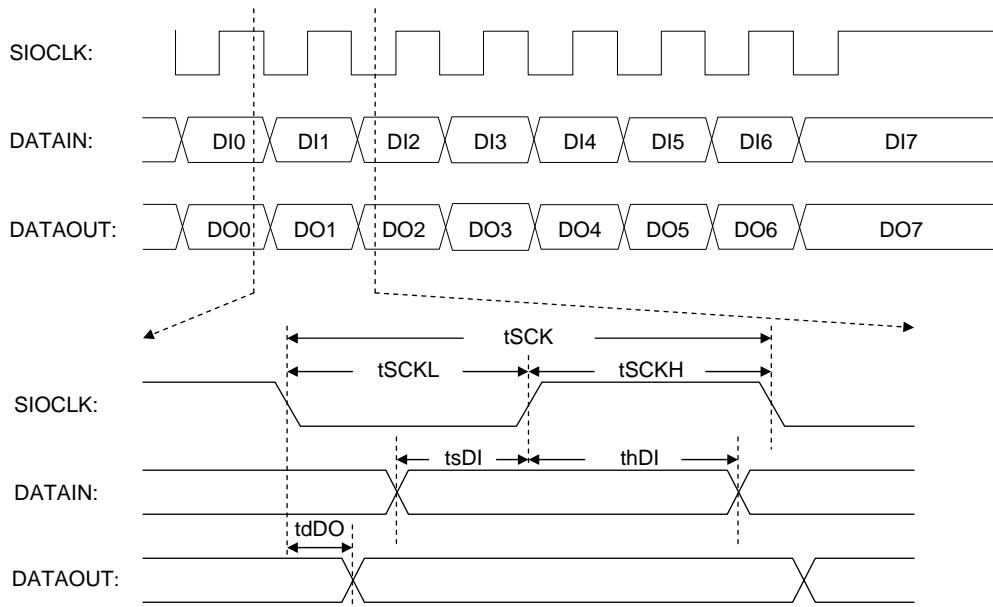 SIOCLK:
DATAIN: DI0 DI1 DI2 DI3 DI4 DI5 DI6 DI7
DATAOUT: DO0 DO1 DO2 DO3 DO4 DO5 DO6 DO7
tSCK
tSCKL tSCKH
SIOCLK:
tsDI thDI
DATAIN:
tdDO
DATAOUT: